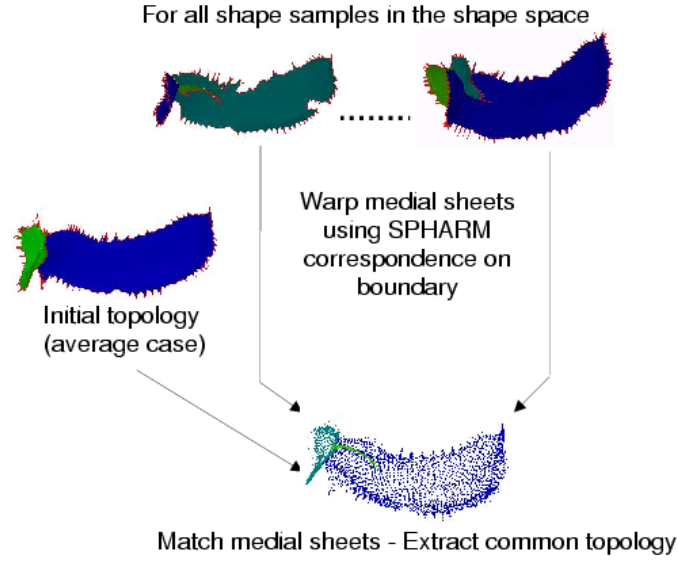 For all shape samples in the shape space
Warp medial sheets
using SPHARM
correspondence on
boundary
Initial topology
(average case)
Match medial sheets - Extract common topology